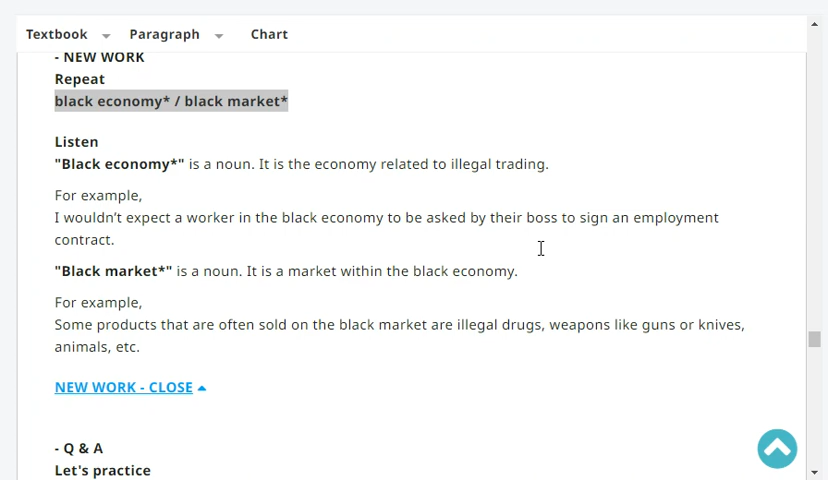 Textbook Paragraph Chart
- NEW WORK
Repeat
black economy* / black market*
Listen
"Black economy*" is a noun. It is the economy related to illegal trading.
For example,
I wouldn't expect a worker in the black economy to be asked by their boss to sign an employment
contract.
"Black market*" is a noun. It is a market within the black economy.
For example,
Some products that are often sold on the black market are illegal drugs, weapons like guns or knives,
animals, etc.
NEW WORK - CLOSE
- Q & A
Let's practice